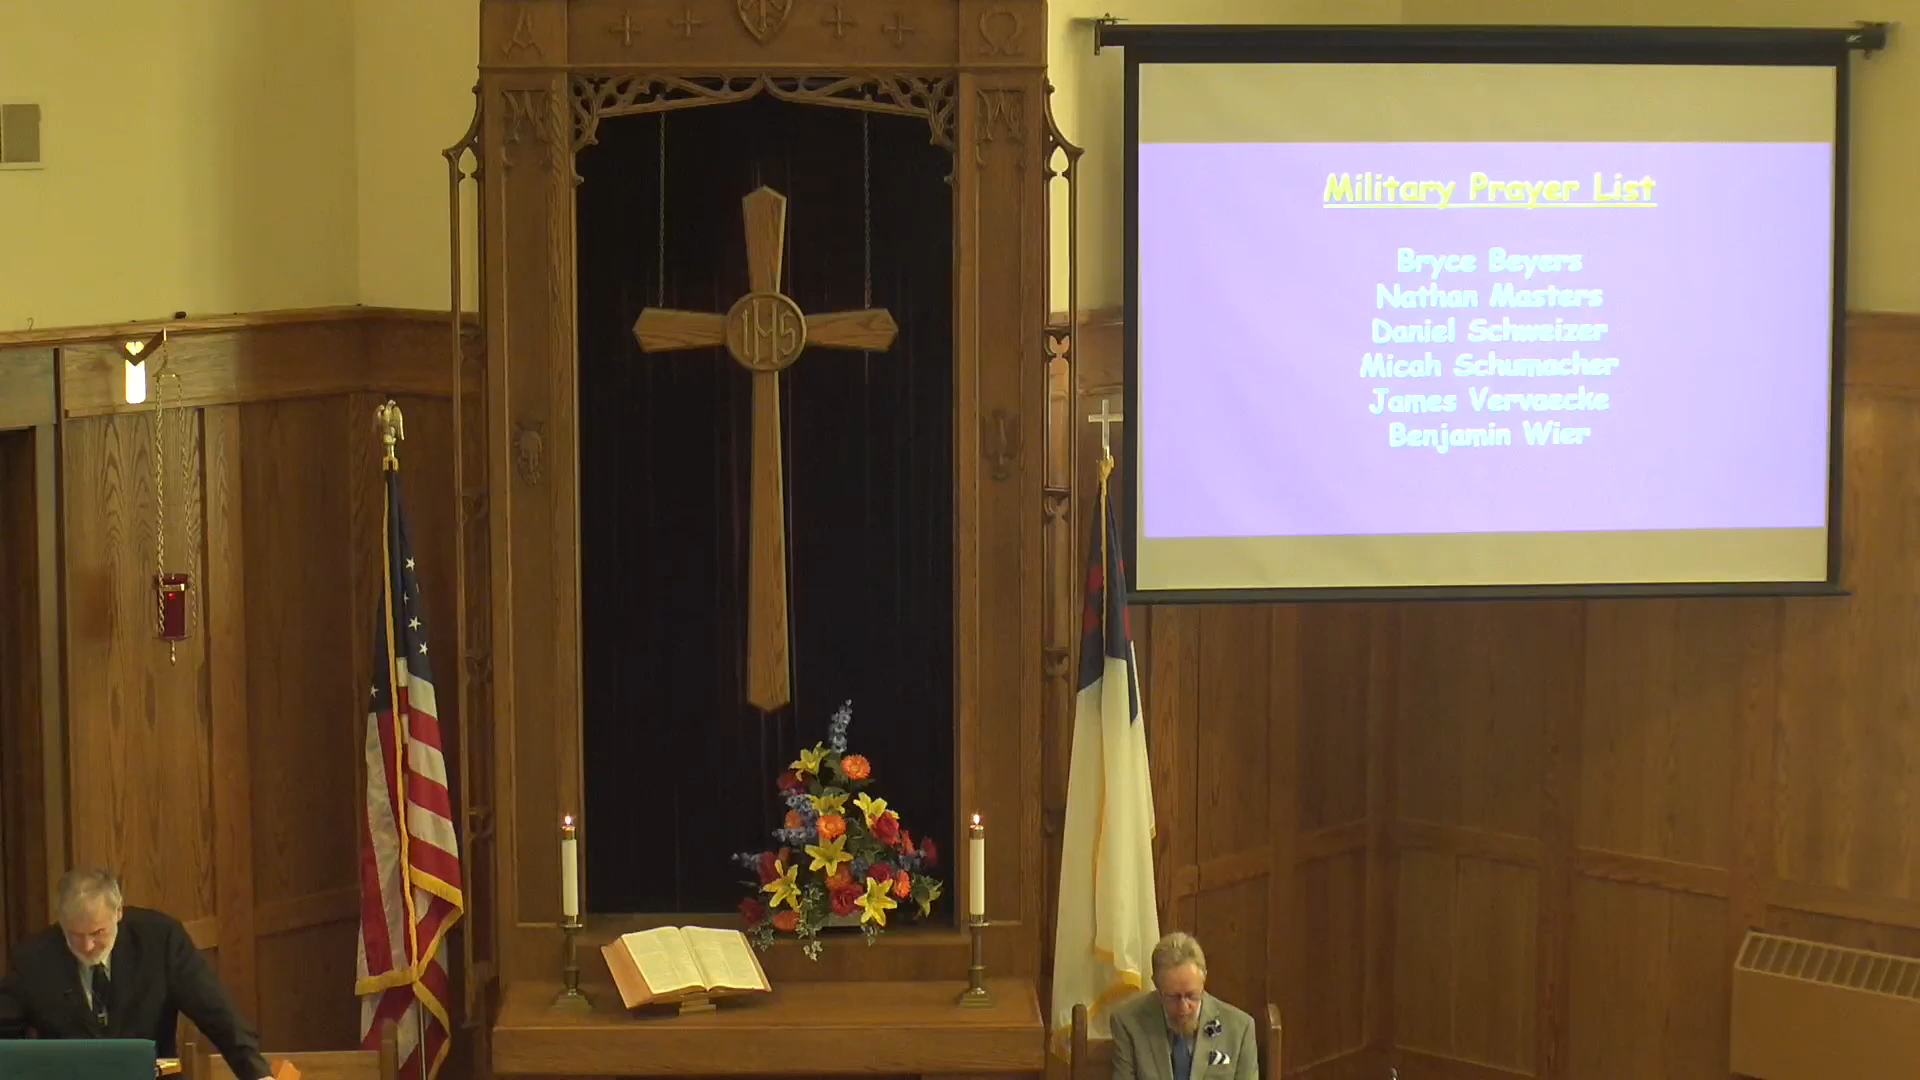 Α
Ω
IHS
Military Prayer List
Bryce Beyers
Nathan Masters
Daniel Schweizer
Micah Schumacher
James Vervaecke
Benjamin Wier